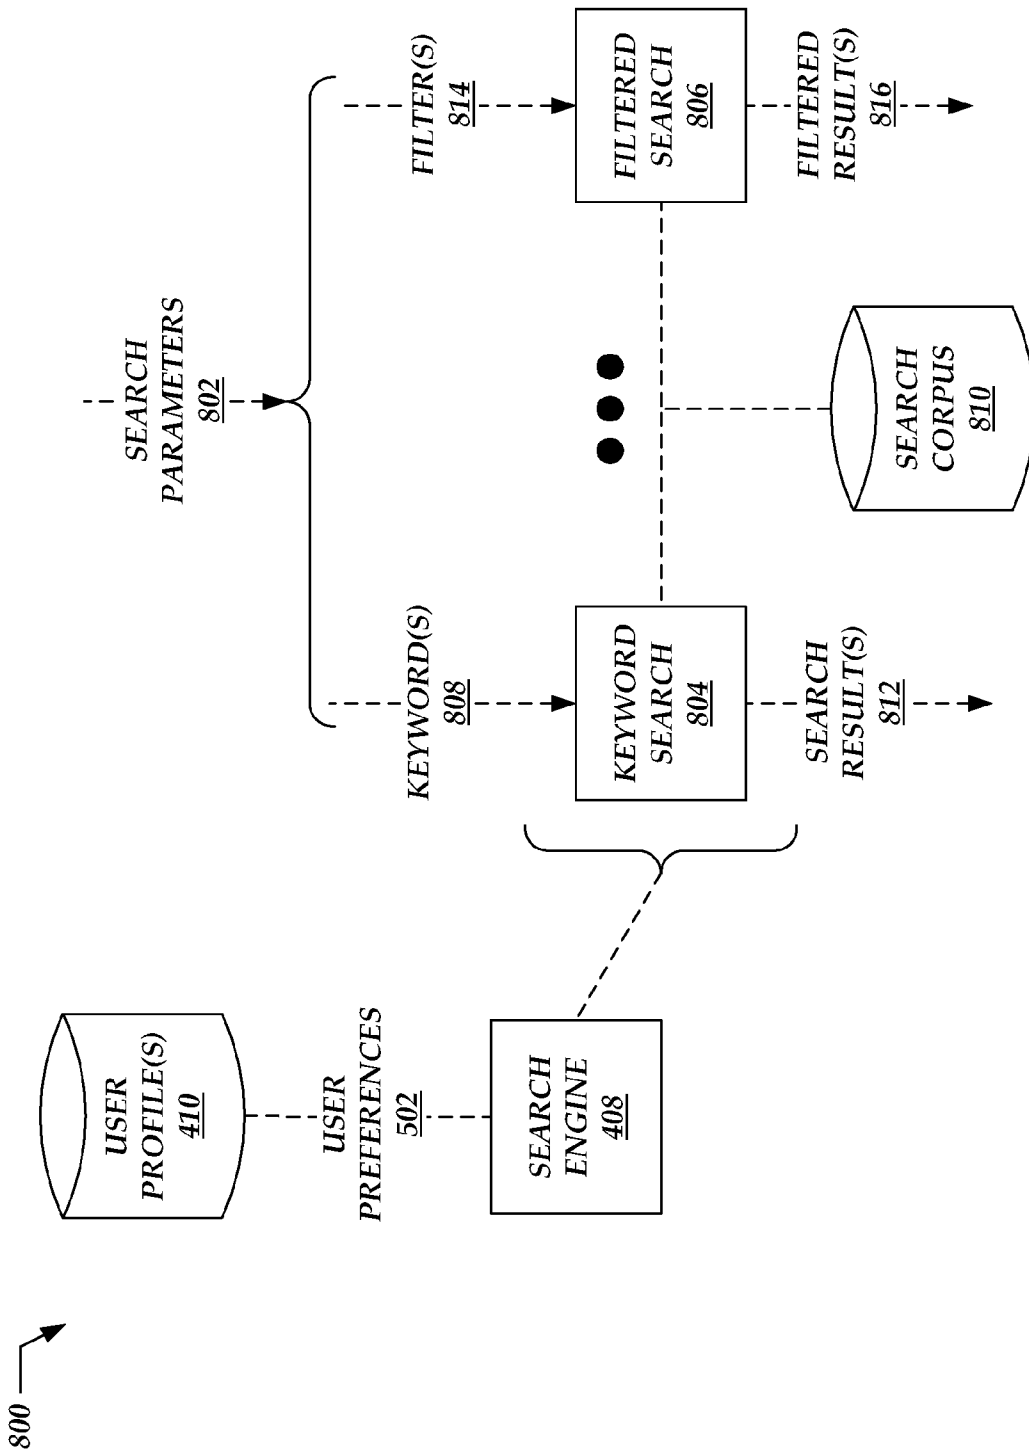 800
USER
PROFILE(S)
410
USER
PREFERENCES
502
SEARCH
ENGINE
408
SEARCH
PARAMETERS
802
KEYWORD(S)
808
KEYWORD
SEARCH
804
SEARCH
RESULT(S)
812
FILTER(S)
814
FILTERED
SEARCH
806
FILTERED
RESULT(S)
816
SEARCH
CORPUS
810